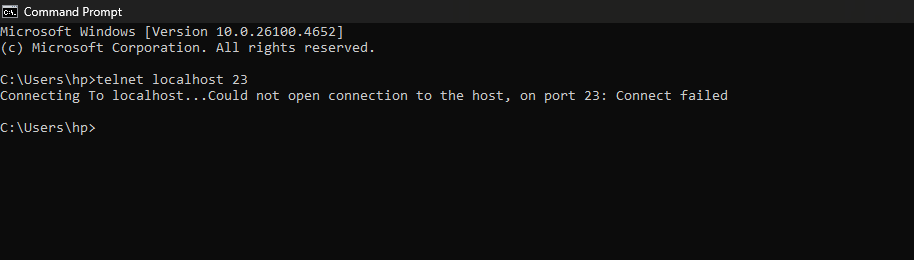 Command Prompt
Microsoft Windows [Version 10.0.26100.4652]
(c) Microsoft Corporation. All rights reserved.
C:\Users\hp>telnet localhost 23
Connecting To localhost...Could not open connection to the host, on port 23: Connect failed
C:\Users\hp>